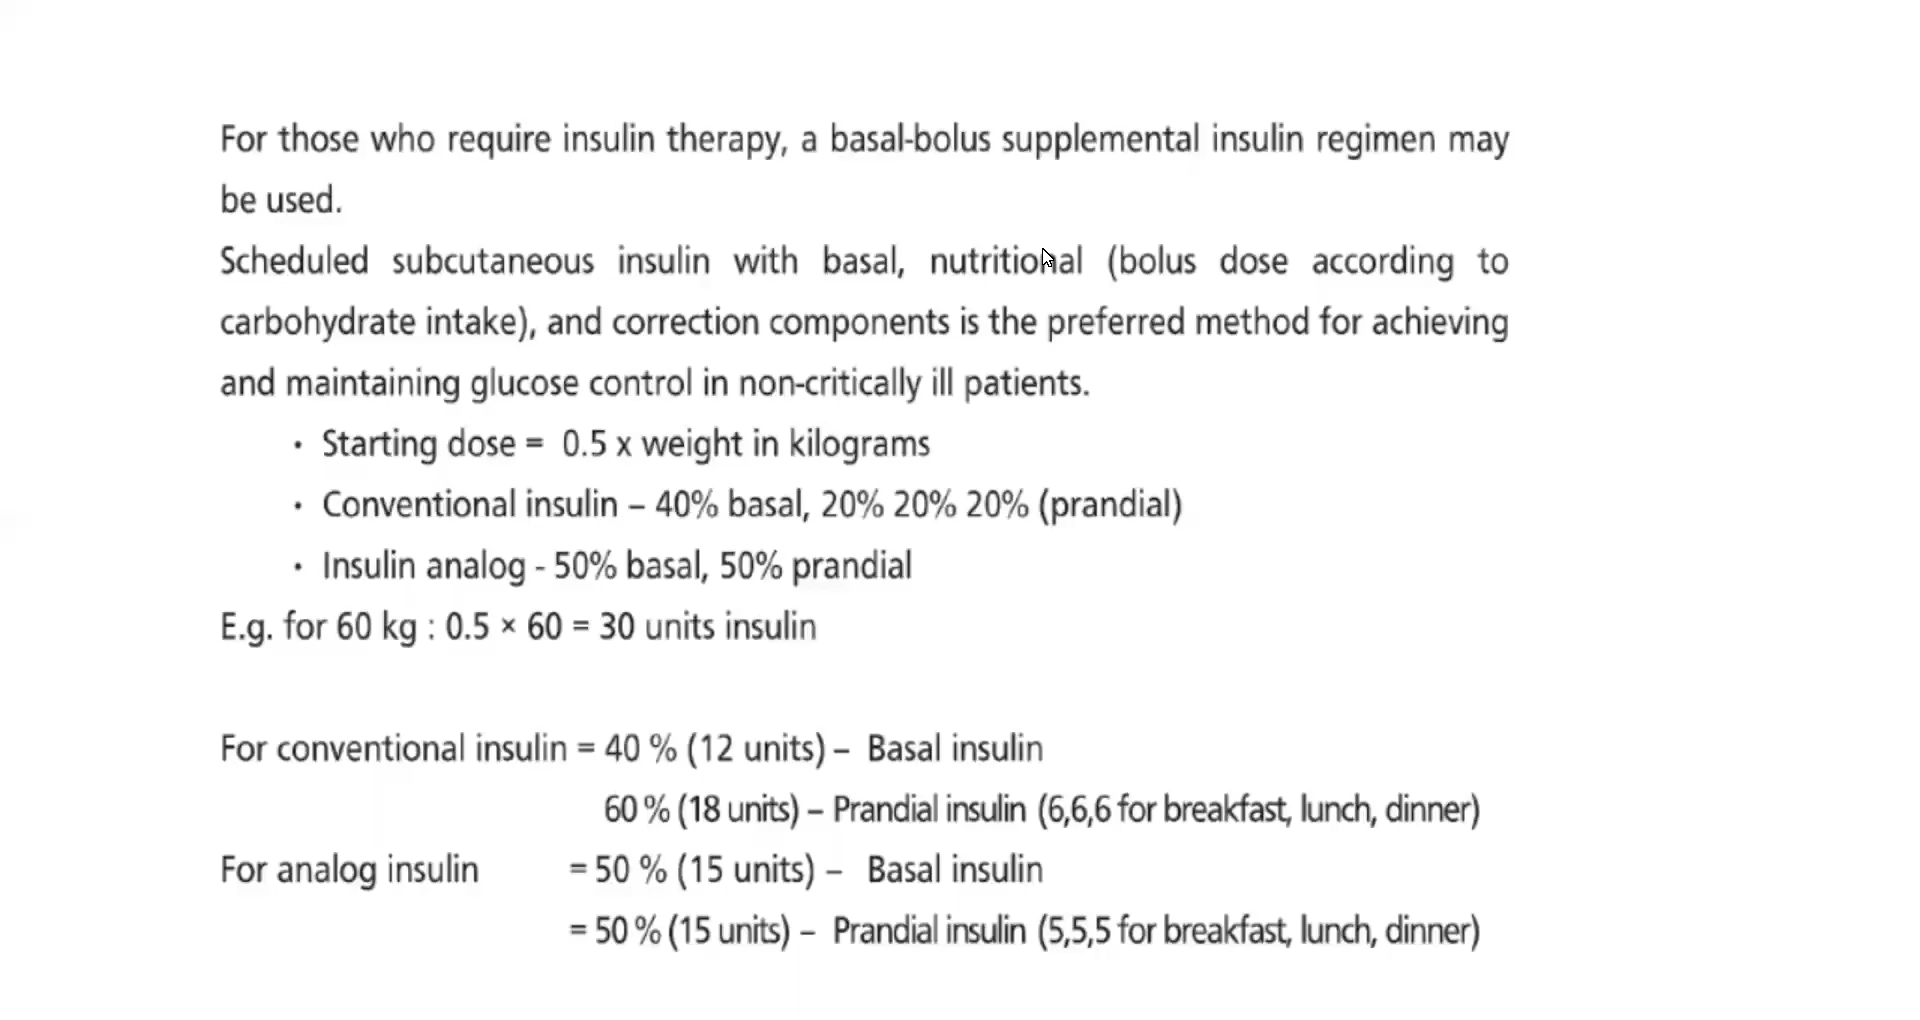 For those who require insulin therapy, a basal-bolus supplemental insulin regimen may
be used.
Scheduled subcutaneous insulin with basal, nutritional (bolus dose according to
carbohydrate intake), and correction components is the preferred method for achieving
and maintaining glucose control in non-critically ill patients.
• Starting dose = 0.5 x weight in kilograms
• Conventional insulin – 40% basal, 20% 20% 20% (prandial)
• Insulin analog - 50% basal, 50% prandial
E.g. for 60 kg : 0.5 × 60 = 30 units insulin
For conventional insulin = 40 % (12 units) – Basal insulin
60 % (18 units) – Prandial insulin (6,6,6 for breakfast, lunch, dinner)
For analog insulin = 50 % (15 units) – Basal insulin
= 50 % (15 units) – Prandial insulin (5,5,5 for breakfast, lunch, dinner)